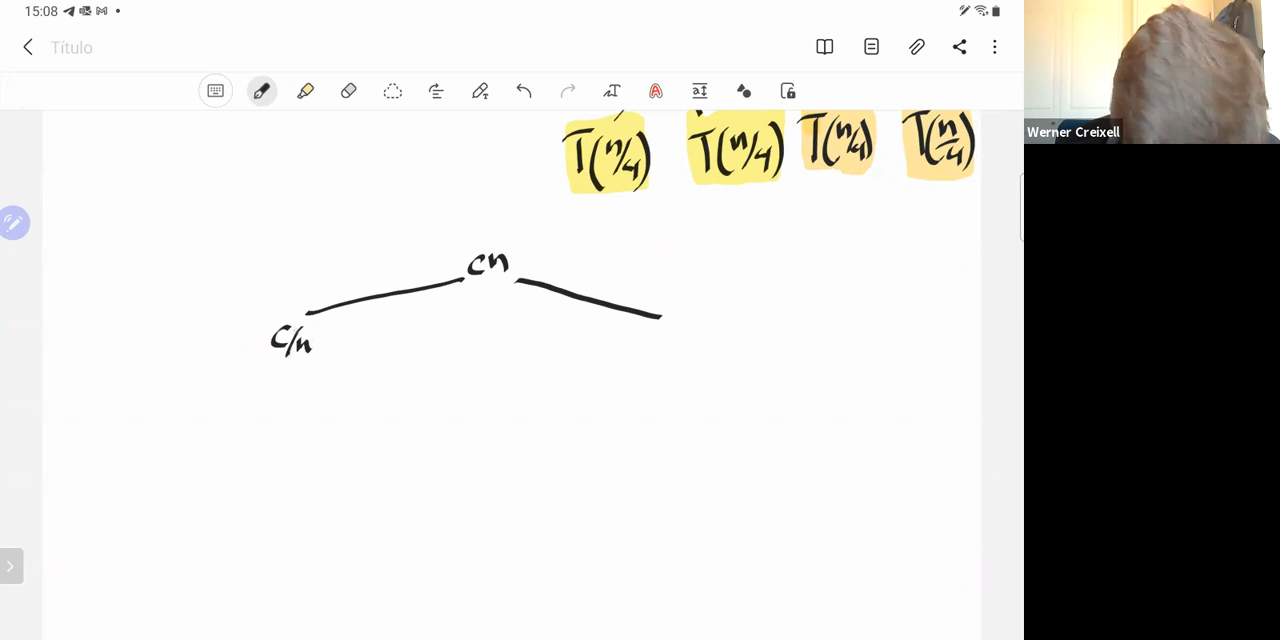 15:08
Título
T(n/4) T(n/4) T(n/4) T(n/4)
Werner Creixell
cn
c/n